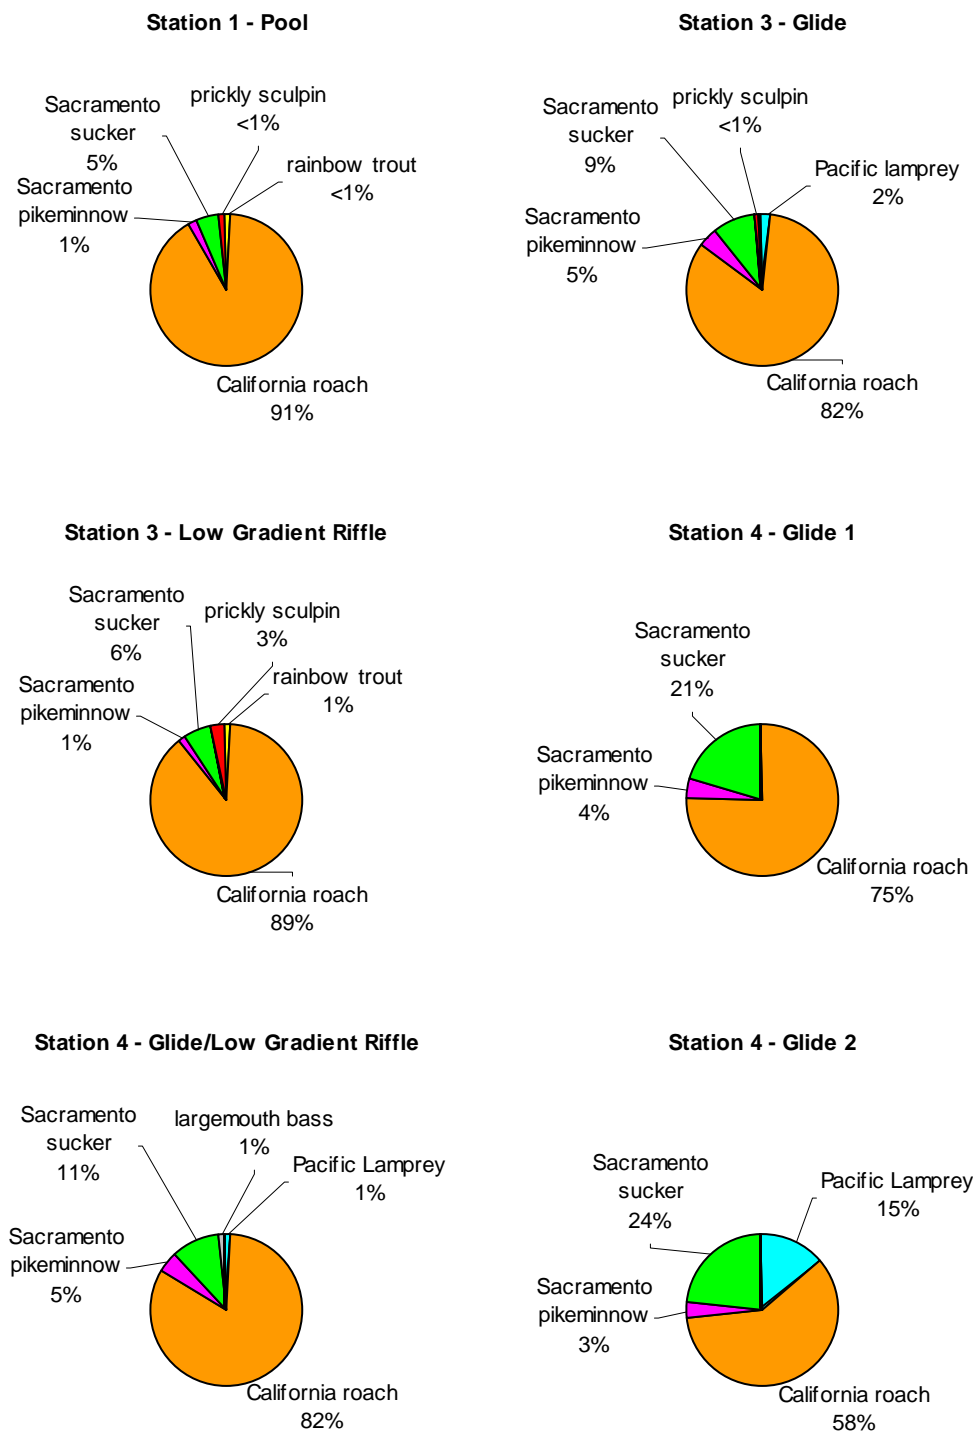 Station 1 - Pool
Sacramento
sucker
5%
prickly sculpin
<1%
rainbow trout
<1%
Sacramento
pikeminnow
1%
California roach
91%
Station 3 - Glide
Sacramento
sucker
9%
prickly sculpin
<1%
Pacific lamprey
2%
Sacramento
pikeminnow
5%
California roach
82%
Station 3 - Low Gradient Riffle
Sacramento
sucker
6%
prickly sculpin
3%
rainbow trout
1%
Sacramento
pikeminnow
1%
California roach
89%
Station 4 - Glide 1
Sacramento
sucker
21%
Sacramento
pikeminnow
4%
California roach
75%
Station 4 - Glide/Low Gradient Riffle
Sacramento
sucker
11%
largemouth bass
1%
Pacific Lamprey
1%
Sacramento
pikeminnow
5%
California roach
82%
Station 4 - Glide 2
Sacramento
sucker
24%
Pacific Lamprey
15%
Sacramento
pikeminnow
3%
California roach
58%